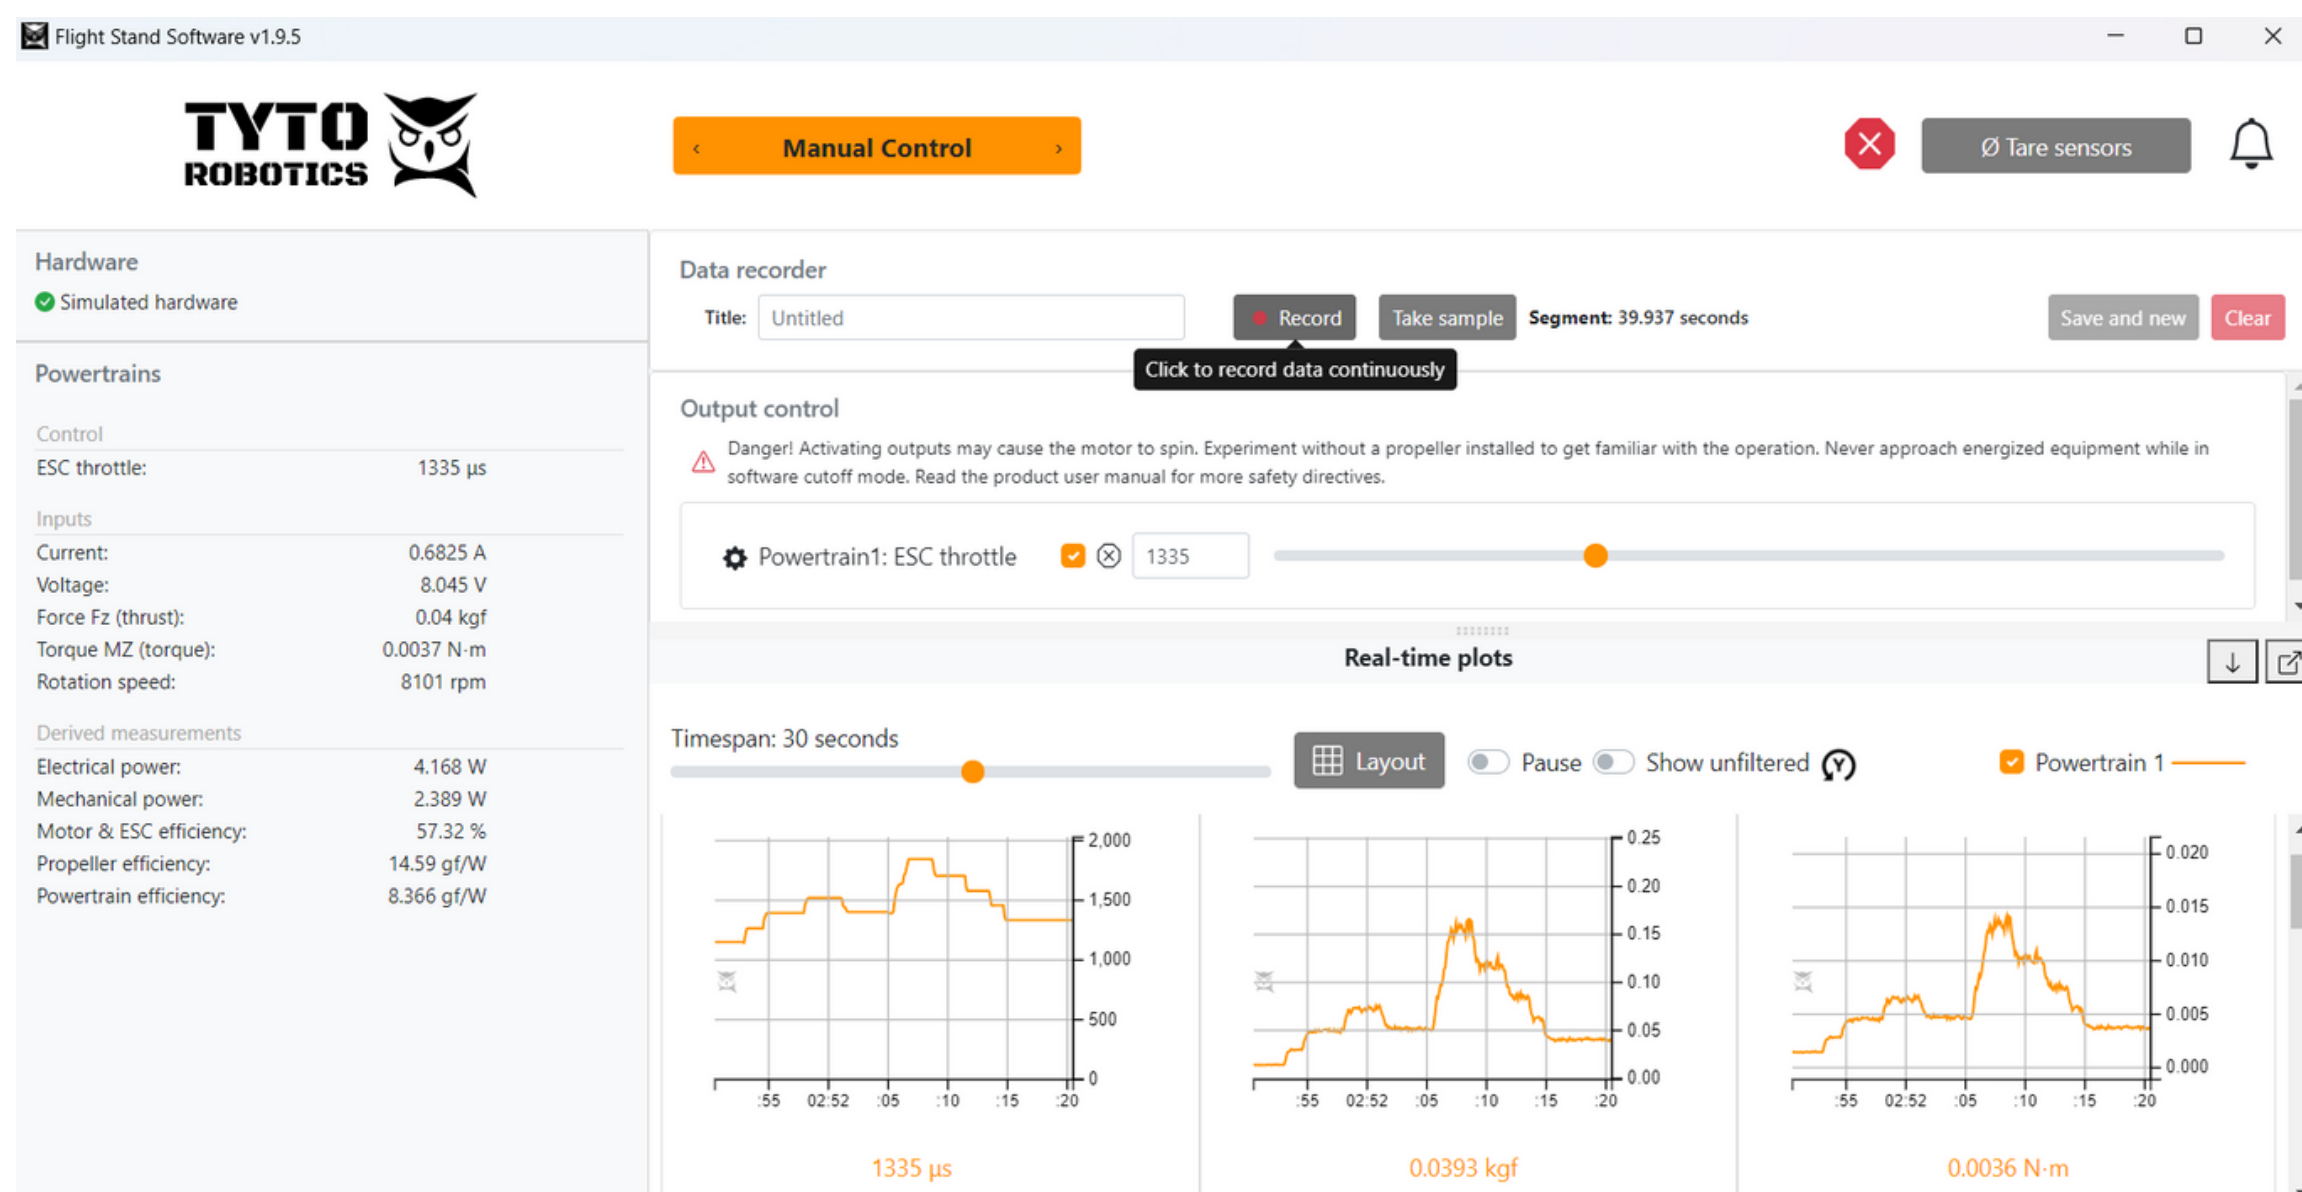 Flight Stand Software v1.9.5
TYTO
ROBOTICS
‹ Manual Control ›
Ø Tare sensors
Hardware
Simulated hardware
Powertrains
Control
ESC throttle: 1335 µs
Inputs
Current: 0.6825 A
Voltage: 8.045 V
Force Fz (thrust): 0.04 kgf
Torque MZ (torque): 0.0037 N·m
Rotation speed: 8101 rpm
Derived measurements
Electrical power: 4.168 W
Mechanical power: 2.389 W
Motor & ESC efficiency: 57.32 %
Propeller efficiency: 14.59 gf/W
Powertrain efficiency: 8.366 gf/W
Data recorder
Title: Untitled Record Take sample Segment: 39.937 seconds Save and new Clear
Click to record data continuously
Output control
Danger! Activating outputs may cause the motor to spin. Experiment without a propeller installed to get familiar with the operation. Never approach energized equipment while in
software cutoff mode. Read the product user manual for more safety directives.
Powertrain1: ESC throttle 1335
Real-time plots
Timespan: 30 seconds
Layout Pause Show unfiltered Y Powertrain 1
2,000
1,500
1,000
500
0
:55 02:52 :05 :10 :15 :20
1335 µs
0.25
0.20
0.15
0.10
0.05
0.00
:55 02:52 :05 :10 :15 :20
0.0393 kgf
0.020
0.015
0.010
0.005
0.000
:55 02:52 :05 :10 :15 :20
0.0036 N·m